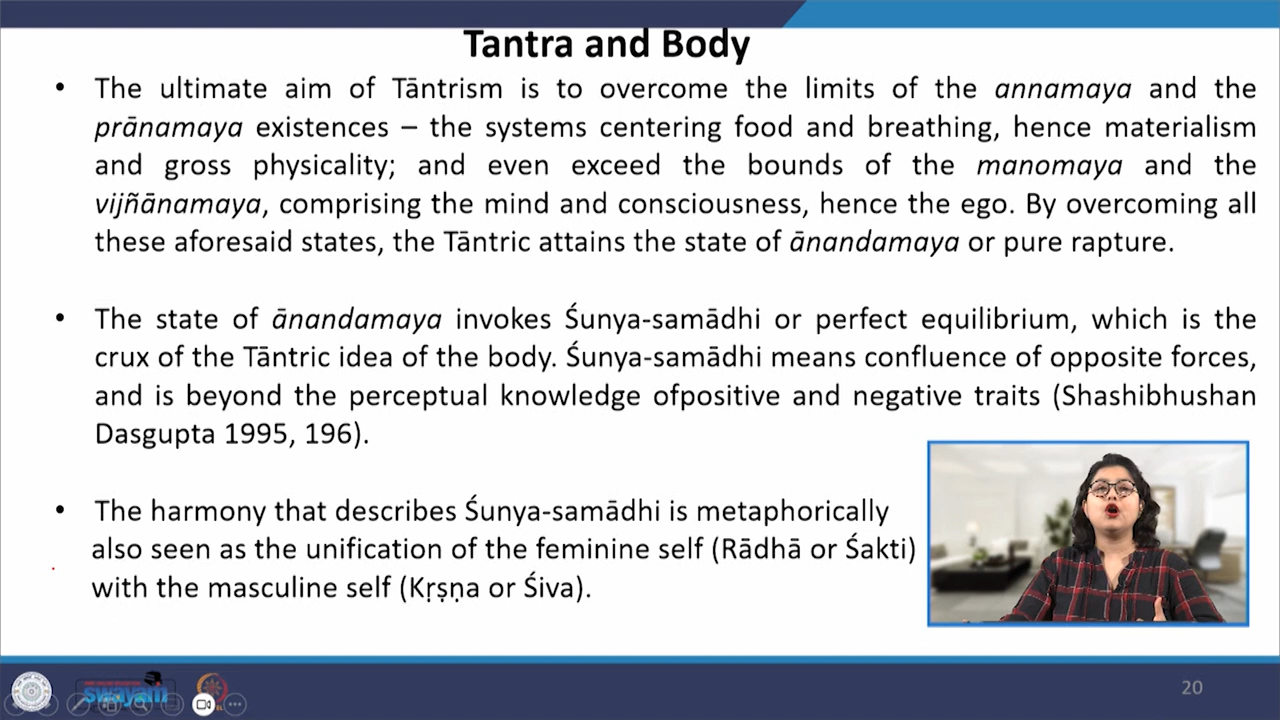 Tantra and Body
• The ultimate aim of Tāntrism is to overcome the limits of the annamaya and the
prānamaya existences – the systems centering food and breathing, hence materialism
and gross physicality; and even exceed the bounds of the manomaya and the
vijñānamaya, comprising the mind and consciousness, hence the ego. By overcoming all
these aforesaid states, the Tāntric attains the state of ānandamaya or pure rapture.
• The state of ānandamaya invokes Śunya-samādhi or perfect equilibrium, which is the
crux of the Tāntric idea of the body. Śunya-samādhi means confluence of opposite forces,
and is beyond the perceptual knowledge ofpositive and negative traits (Shashibhushan
Dasgupta 1995, 196).
• The harmony that describes Śunya-samādhi is metaphorically
also seen as the unification of the feminine self (Rādhā or Śakti)
with the masculine self (Kṛṣṇa or Śiva).
swayam
20